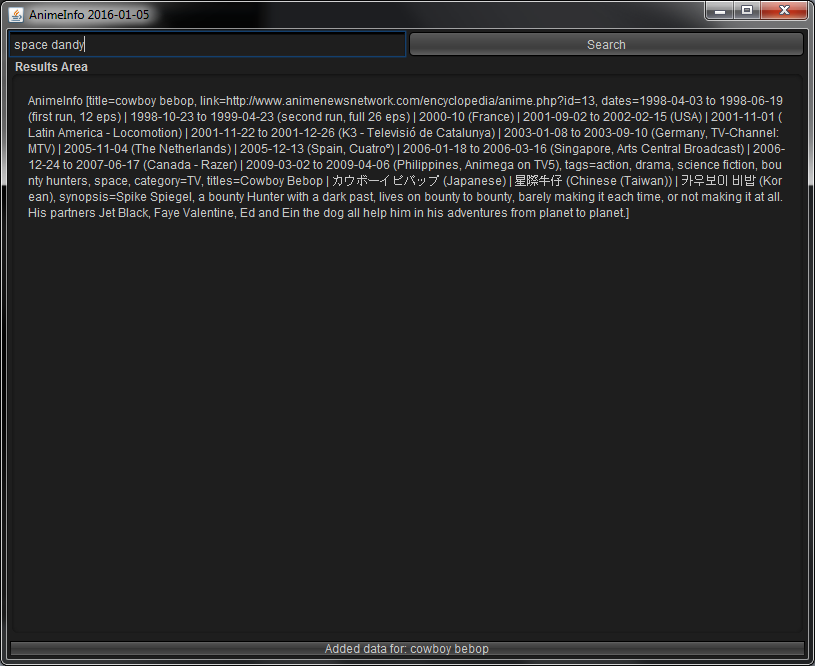 AnimeInfo 2016-01-05
space dandy
Search
Results Area
AnimeInfo [title=cowboy bebop, link=http://www.animenewsnetwork.com/encyclopedia/anime.php?id=13, dates=1998-04-03 to 1998-06-19
(first run, 12 eps) | 1998-10-23 to 1999-04-23 (second run, full 26 eps) | 2000-10 (France) | 2001-09-02 to 2002-02-15 (USA) | 2001-11-01 (
Latin America - Locomotion) | 2001-11-22 to 2001-12-26 (K3 - Televisió de Catalunya) | 2003-01-08 to 2003-09-10 (Germany, TV-Channel:
MTV) | 2005-11-04 (The Netherlands) | 2005-12-13 (Spain, Cuatroº) | 2006-01-18 to 2006-03-16 (Singapore, Arts Central Broadcast) | 2006-
12-24 to 2007-06-17 (Canada - Razer) | 2009-03-02 to 2009-04-06 (Philippines, Animega on TV5), tags=action, drama, science fiction, bou
nty hunters, space, category=TV, titles=Cowboy Bebop | カウボーイビバップ (Japanese) | 星際牛仔 (Chinese (Taiwan)) | 카우보이 비밥 (Kor
ean), synopsis=Spike Spiegel, a bounty Hunter with a dark past, lives on bounty to bounty, barely making it each time, or not making it at all.
His partners Jet Black, Faye Valentine, Ed and Ein the dog all help him in his adventures from planet to planet.]
Added data for: cowboy bebop